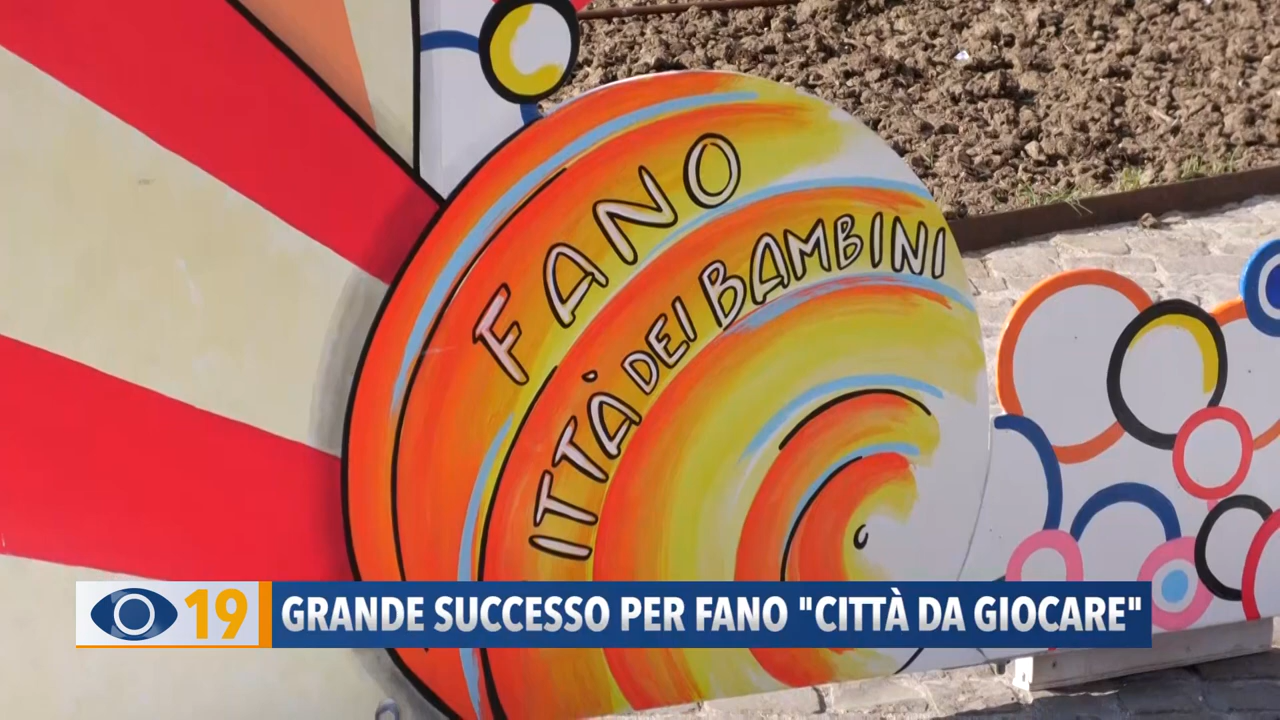 FANO
ITTÀ DEI BAMBINI
19 GRANDE SUCCESSO PER FANO "CITTÀ DA GIOCARE"